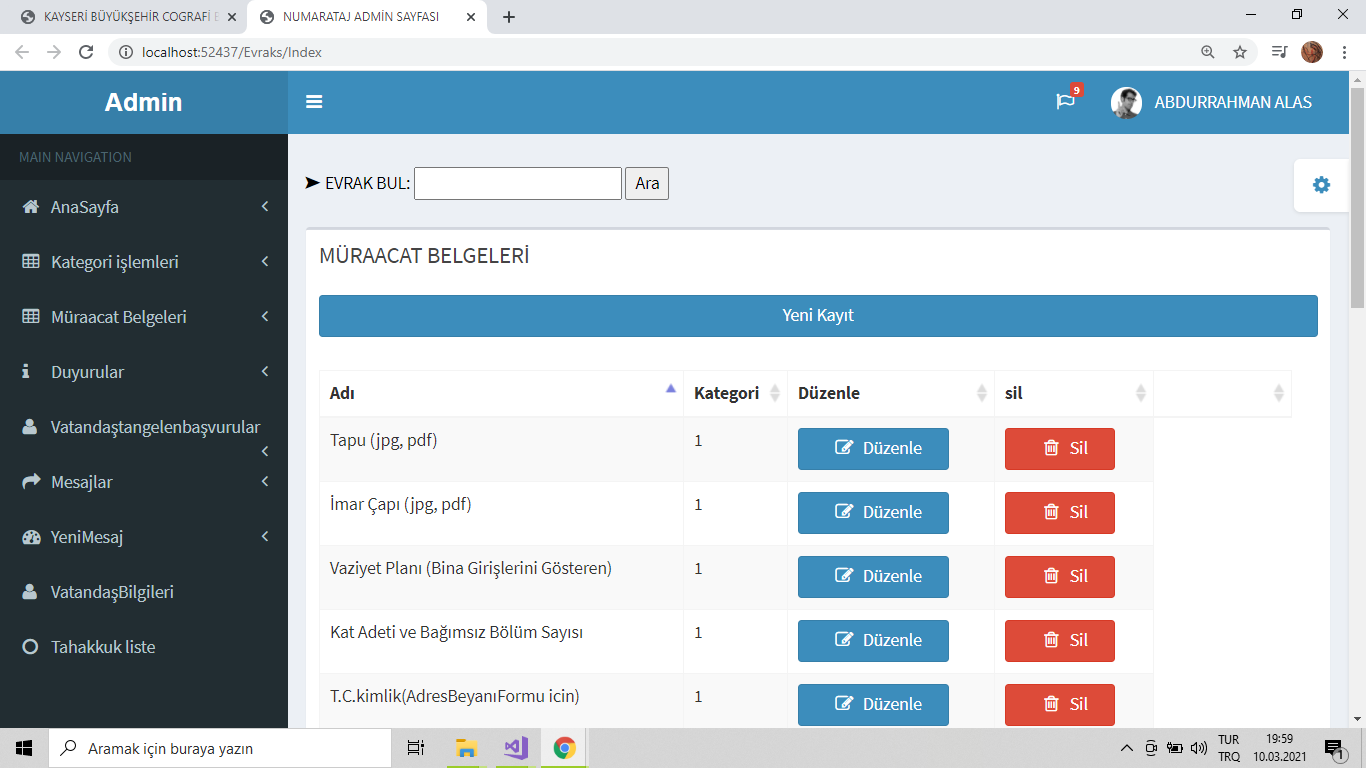 KAYSERİ BÜYÜKŞEHİR COGRAFİ
NUMARATAJ ADMİN SAYFASI
localhost:52437/Evraks/Index
Admin
9
ABDURRAHMAN ALAS
MAIN NAVIGATION
AnaSayfa
Kategori işlemleri
Müraacat Belgeleri
Duyurular
Vatandaştangelenbaşvurular
Mesajlar
YeniMesaj
VatandaşBilgileri
Tahakkuk liste
➤ EVRAK BUL: Ara
MÜRAACAT BELGELERİ
Yeni Kayıt
Adı Kategori Düzenle sil
Tapu (jpg, pdf) 1 Düzenle Sil
İmar Çapı (jpg, pdf) 1 Düzenle Sil
Vaziyet Planı (Bina Girişlerini Gösteren) 1 Düzenle Sil
Kat Adeti ve Bağımsız Bölüm Sayısı 1 Düzenle Sil
T.C.kimlik(AdresBeyanıFormu icin) 1 Düzenle Sil
Aramak için buraya yazın
TUR
TRQ
19:59
10.03.2021
1